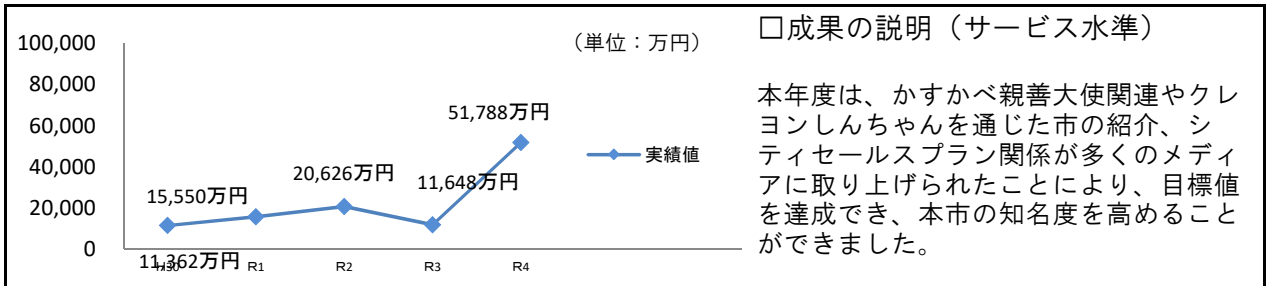 100,000
80,000
60,000
40,000
20,000
0
(単位：万円)
51,788万円
20,626万円
15,550万円
11,648万円
11,362万円
実績値
H30
R1
R2
R3
R4
□成果の説明（サービス水準）
本年度は、かすかべ親善大使関連やクレ
ヨンしんちゃんを通じた市の紹介、シ
ティセールスプラン関係が多くのメディ
アに取り上げられたことにより、目標値
を達成でき、本市の知名度を高めること
ができました。